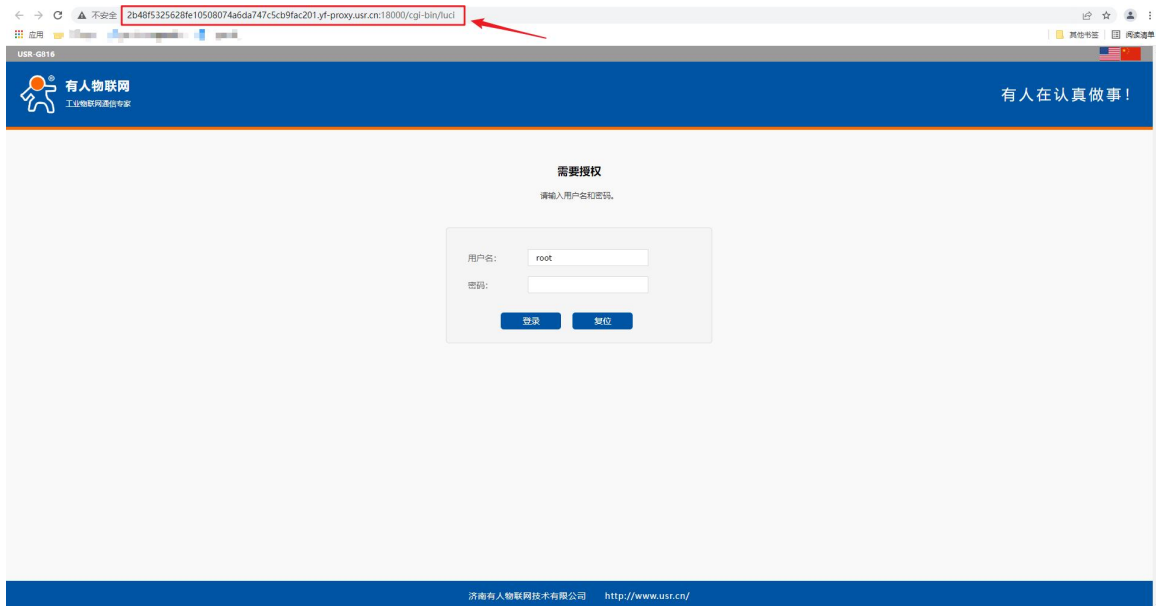 不安全 2b48f5325628fe10508074a6da747c5cb9fac201.yf-proxy.usr.cn:18000/cgi-bin/luci
应用 其他书签 阅读清单
USR-G816
有人物联网
工业物联网通信专家
有人在认真做事！
需要授权
请输入用户名和密码。
用户名: root
密码:
登录 复位
济南有人物联网技术有限公司 http://www.usr.cn/